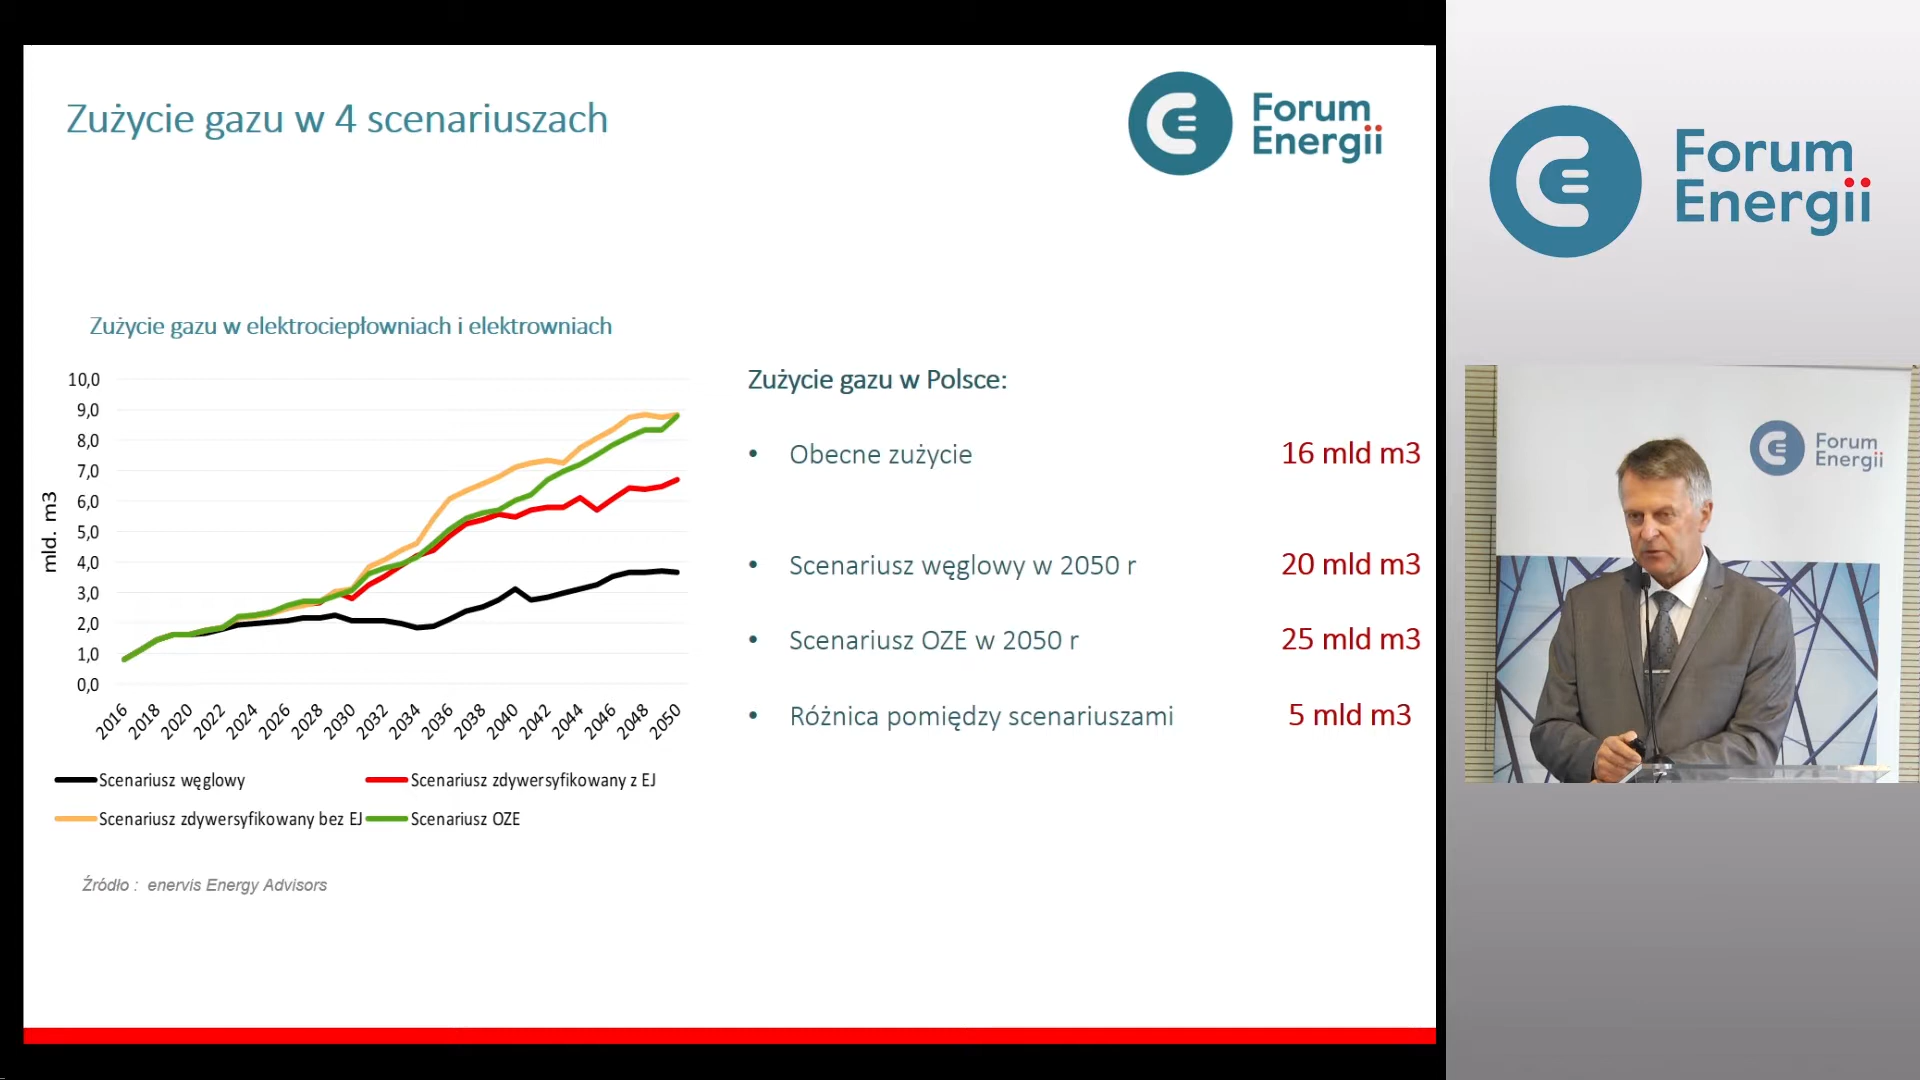 Zużycie gazu w 4 scenariuszach
Forum
Energii
Zużycie gazu w elektrociepłowniach i elektrowniach
10,0
9,0
8,0
7,0
6,0
5,0
4,0
3,0
2,0
1,0
0,0
mld. m3
2016 2018 2020 2022 2024 2026 2028 2030 2032 2034 2036 2038 2040 2042 2044 2046 2048 2050
Scenariusz węglowy
Scenariusz zdywersyfikowany z EJ
Scenariusz zdywersyfikowany bez EJ
Scenariusz OZE
Źródło : enervis Energy Advisors
Zużycie gazu w Polsce:
• Obecne zużycie 16 mld m3
• Scenariusz węglowy w 2050 r 20 mld m3
• Scenariusz OZE w 2050 r 25 mld m3
• Różnica pomiędzy scenariuszami 5 mld m3
Forum
Energii
Forum
Energii